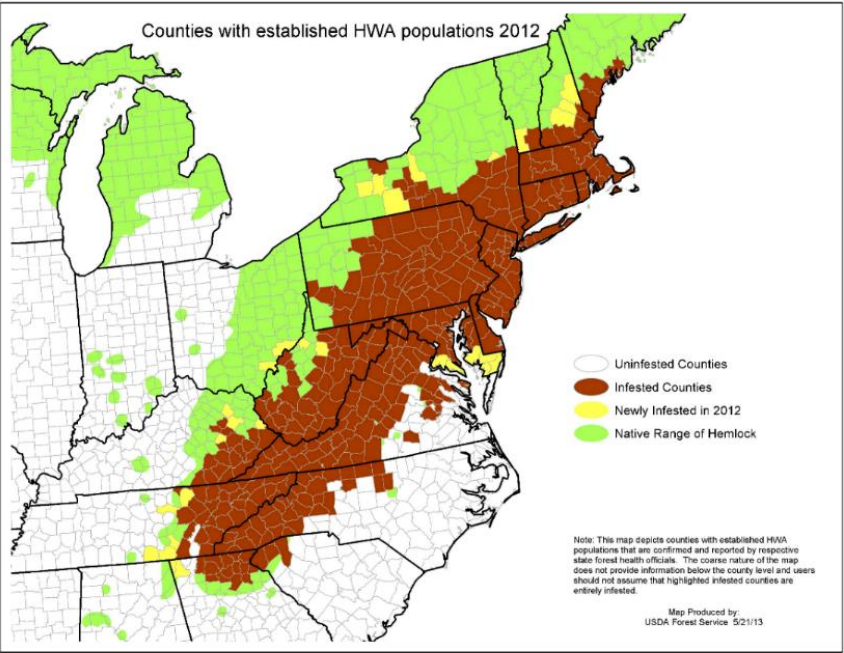 Counties with established HWA populations 2012
Uninfested Counties
Infested Counties
Newly Infested in 2012
Native Range of Hemlock
Note: This map depicts counties with established HWA
populations that are confirmed and reported by respective
state forest health officials.  The coarse nature of the map
does not provide information below the county level and users
should not assume that highlighted infested counties are
entirely infested.
Map Produced by:
USDA Forest Service  5/21/13